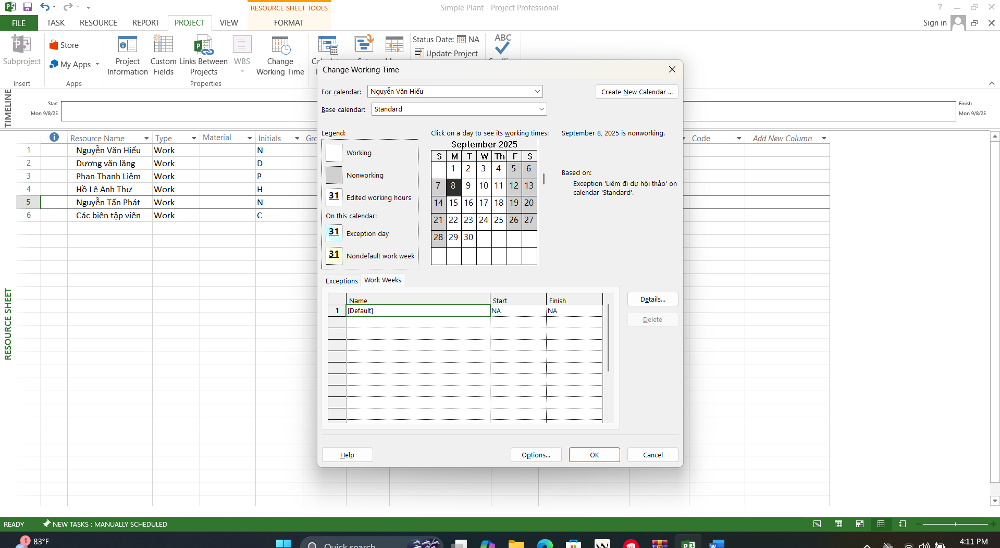 RESOURCE SHEET TOOLS
Simple Plant - Project Professional
FILE TASK RESOURCE REPORT PROJECT VIEW FORMAT
Sign in
Subproject
Store
My Apps
Project Information
Custom Fields
Links Between Projects
WBS
Change Working Time
Status Date: NA
Update Project
ABC
Insert Apps Properties
TIMELINE
Start
Mon 9/8/25
Finish
Mon 9/8/25
RESOURCE SHEET
Resource Name Type Material Initials Code Add New Column
1 Nguyễn Văn Hiếu Work N
2 Dương văn lăng Work D
3 Phan Thanh Liêm Work P
4 Hồ Lê Anh Thư Work H
5 Nguyễn Tấn Phát Work N
6 Các biên tập viên Work C
Change Working Time
For calendar: Nguyễn Văn Hiếu
Create New Calendar ...
Base calendar: Standard
Legend:
Working
Nonworking
31 Edited working hours
On this calendar:
31 Exception day
31 Nondefault work week
Click on a day to see its working times:
September 2025
S M T W Th F S
1 2 3 4 5 6
7 8 9 10 11 12 13
14 15 16 17 18 19 20
21 22 23 24 25 26 27
28 29 30
September 8, 2025 is nonworking.
Based on:
Exception 'Liêm đi dự hội thảo' on
calendar 'Standard'.
Exceptions Work Weeks
Name Start Finish
1 [Default] NA NA
Details...
Delete
Help Options... OK Cancel
READY NEW TASKS : MANUALLY SCHEDULED
1 83°F
Quick search
4:11 PM